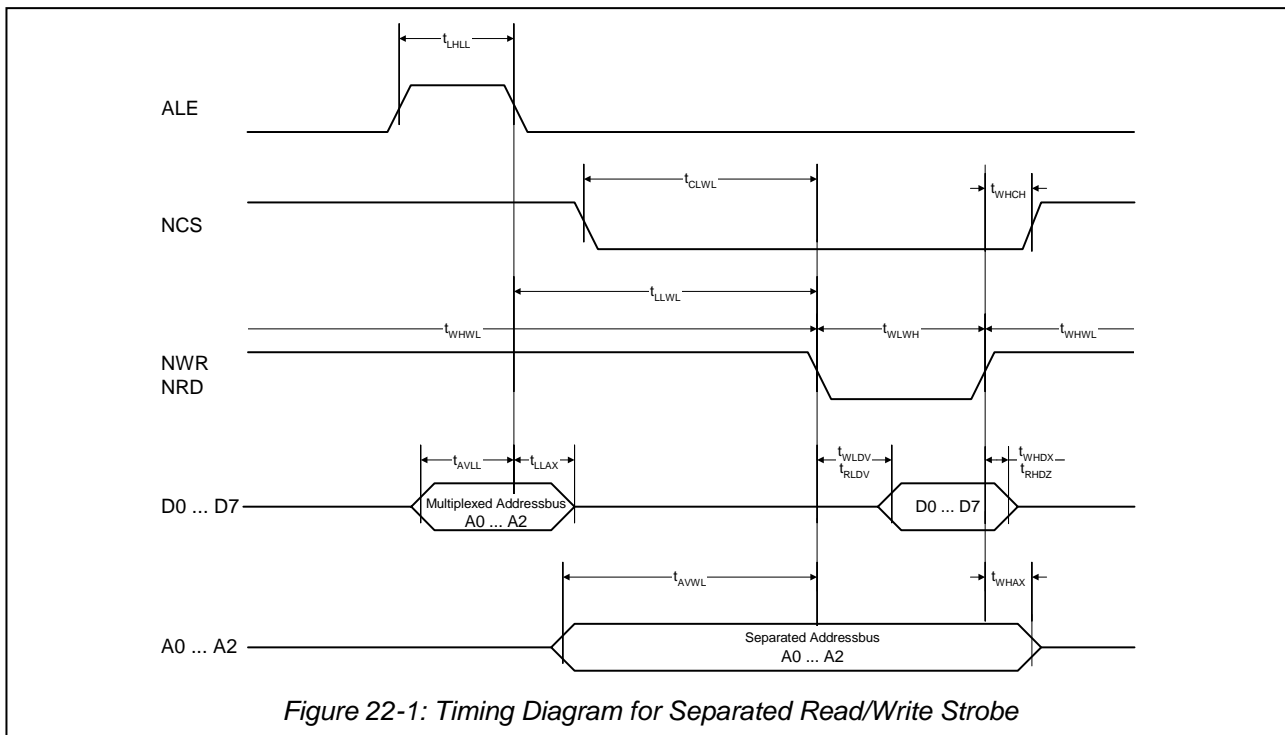 tLHLL
ALE
tCLWL
tWHCH
NCS
tLLWL
tWHWL
tWLWH
tWHWL
NWR
NRD
tAVLL
tLLAX
tWLDV
tRLDV
tWHDX
tRHDZ
D0 ... D7
Multiplexed Addressbus
A0 ... A2
D0 ... D7
tAVWL
tWHAX
A0 ... A2
Separated Addressbus
A0 ... A2
Figure 22-1: Timing Diagram for Separated Read/Write Strobe